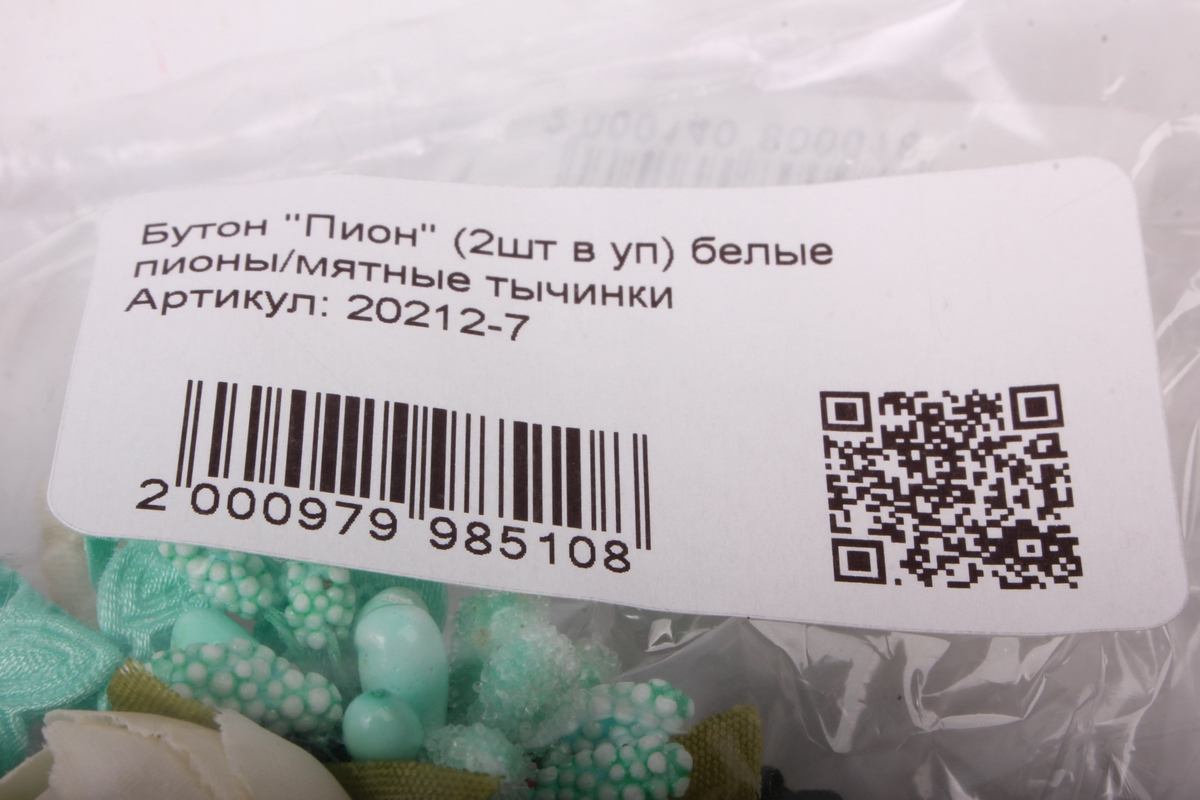 Бутон "Пион" (2шт в уп) белые
пионы/мятные тычинки
Артикул: 20212-7
2 000979 985108